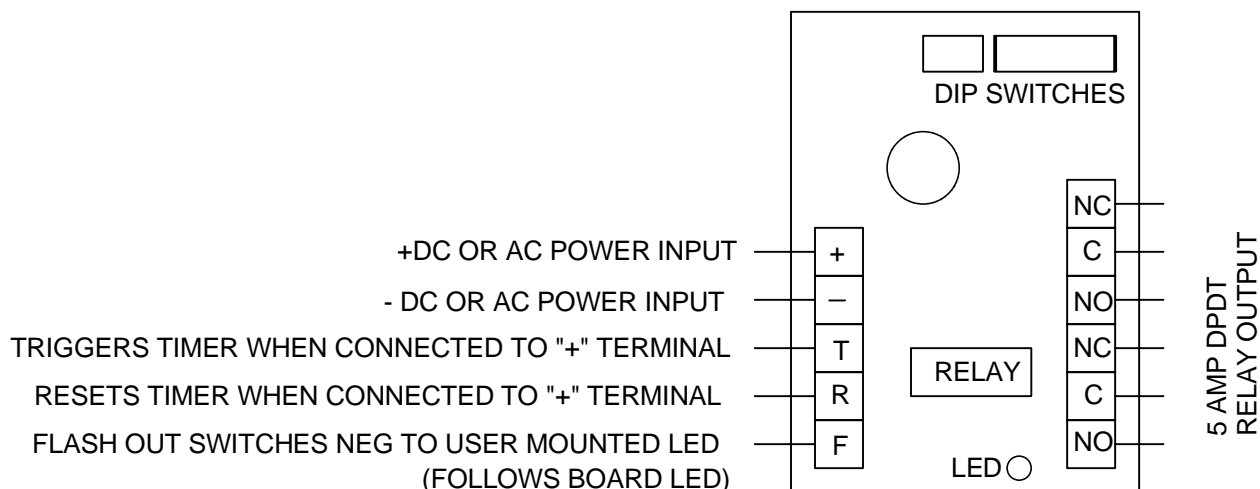 DIP SWITCHES
+DC OR AC POWER INPUT
- DC OR AC POWER INPUT
TRIGGERS TIMER WHEN CONNECTED TO "+" TERMINAL
RESETS TIMER WHEN CONNECTED TO "+" TERMINAL
FLASH OUT SWITCHES NEG TO USER MOUNTED LED
(FOLLOWS BOARD LED)
+
–
T
R
F
RELAY
LED
NC
C
NO
NC
C
NO
5 AMP DPDT
RELAY OUTPUT